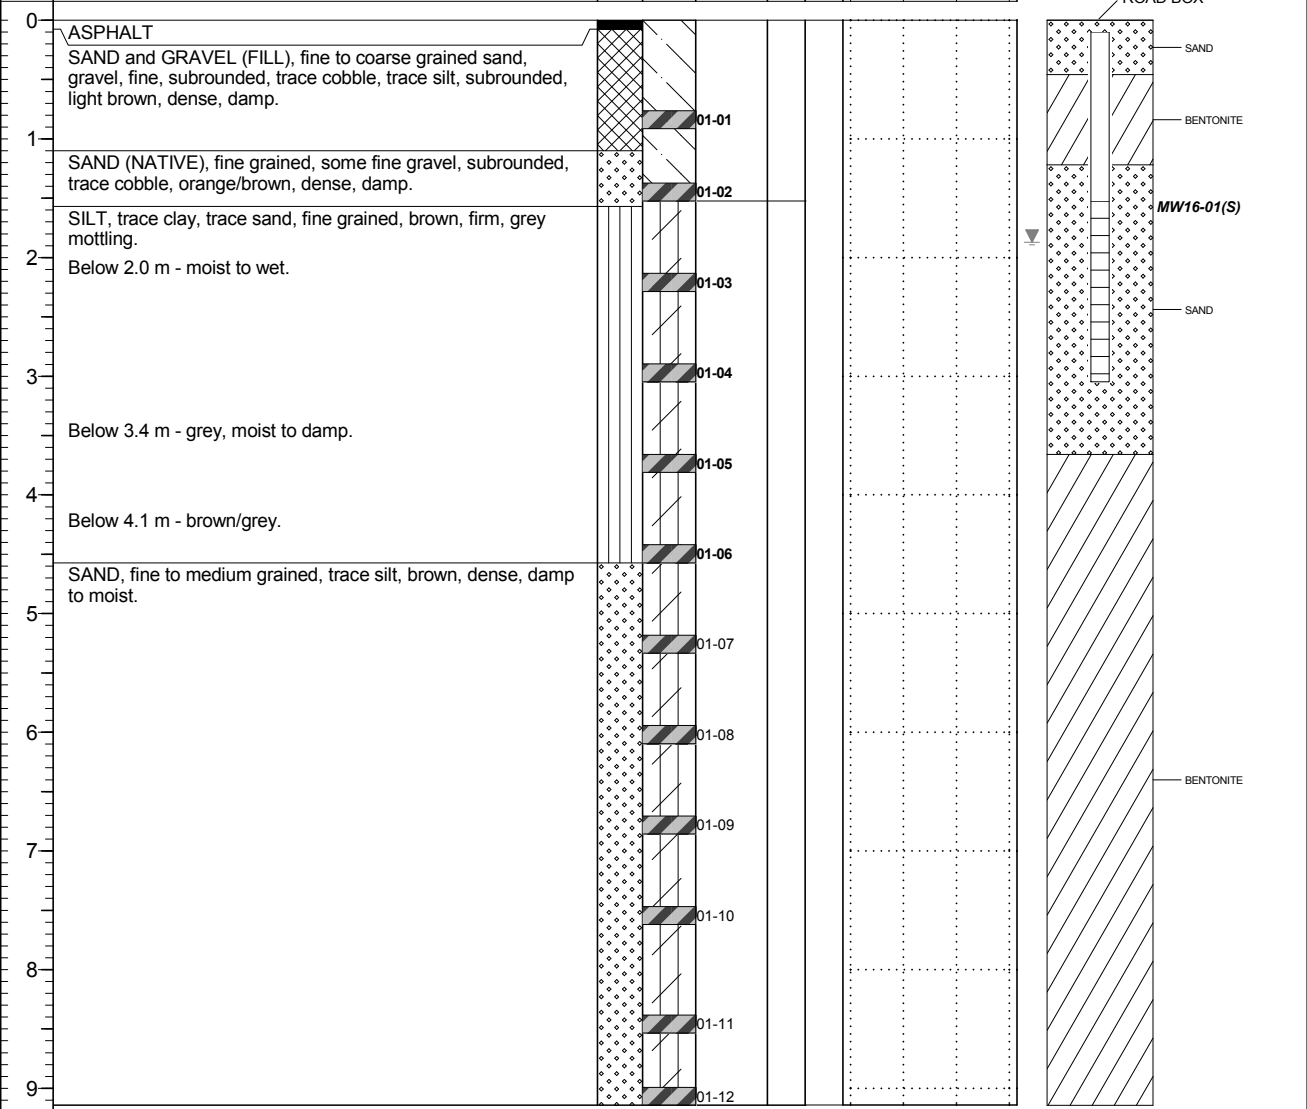 ROAD BOX
0
ASPHALT
SAND and GRAVEL (FILL), fine to coarse grained sand,
gravel, fine, subrounded, trace cobble, trace silt, subrounded,
light brown, dense, damp.
SAND
01-01
BENTONITE
1
SAND (NATIVE), fine grained, some fine gravel, subrounded,
trace cobble, orange/brown, dense, damp.
01-02
SILT, trace clay, trace sand, fine grained, brown, firm, grey
mottling.
MW16-01(S)
2
Below 2.0 m - moist to wet.
01-03
SAND
3
01-04
Below 3.4 m - grey, moist to damp.
01-05
4
Below 4.1 m - brown/grey.
01-06
SAND, fine to medium grained, trace silt, brown, dense, damp
to moist.
5
01-07
6
01-08
BENTONITE
01-09
7
01-10
8
01-11
9
01-12